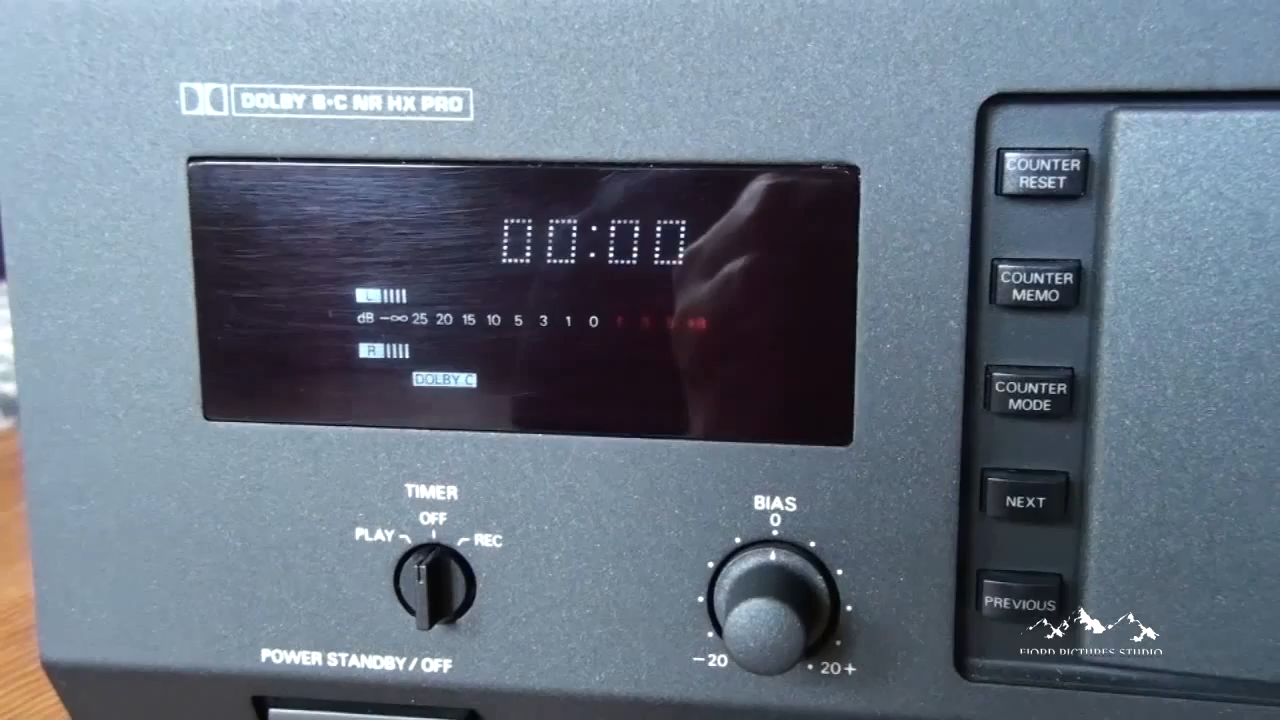 DOLBY B·C NR HX PRO
00:00
L
dB -∞ 25 20 15 10 5 3 1 0
R
DOLBY C
COUNTER
RESET
COUNTER
MEMO
COUNTER
MODE
NEXT
PREVIOUS
TIMER
OFF
PLAY
REC
BIAS
0
-20
20+
POWER STANDBY / OFF
FJORD PICTURES STUDIO